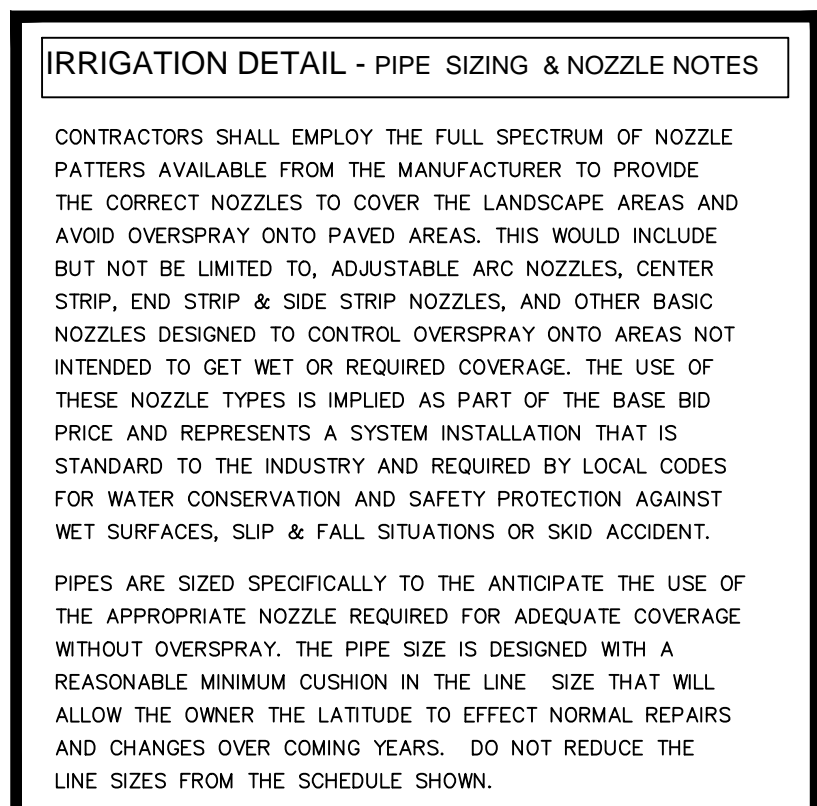 IRRIGATION DETAIL - PIPE SIZING & NOZZLE NOTES
CONTRACTORS SHALL EMPLOY THE FULL SPECTRUM OF NOZZLE
PATTERS AVAILABLE FROM THE MANUFACTURER TO PROVIDE
THE CORRECT NOZZLES TO COVER THE LANDSCAPE AREAS AND
AVOID OVERSPRAY ONTO PAVED AREAS. THIS WOULD INCLUDE
BUT NOT BE LIMITED TO, ADJUSTABLE ARC NOZZLES, CENTER
STRIP, END STRIP & SIDE STRIP NOZZLES, AND OTHER BASIC
NOZZLES DESIGNED TO CONTROL OVERSPRAY ONTO AREAS NOT
INTENDED TO GET WET OR REQUIRED COVERAGE. THE USE OF
THESE NOZZLE TYPES IS IMPLIED AS PART OF THE BASE BID
PRICE AND REPRESENTS A SYSTEM INSTALLATION THAT IS
STANDARD TO THE INDUSTRY AND REQUIRED BY LOCAL CODES
FOR WATER CONSERVATION AND SAFETY PROTECTION AGAINST
WET SURFACES, SLIP & FALL SITUATIONS OR SKID ACCIDENT.
PIPES ARE SIZED SPECIFICALLY TO THE ANTICIPATE THE USE OF
THE APPROPRIATE NOZZLE REQUIRED FOR ADEQUATE COVERAGE
WITHOUT OVERSPRAY. THE PIPE SIZE IS DESIGNED WITH A
REASONABLE MINIMUM CUSHION IN THE LINE SIZE THAT WILL
ALLOW THE OWNER THE LATITUDE TO EFFECT NORMAL REPAIRS
AND CHANGES OVER COMING YEARS. DO NOT REDUCE THE
LINE SIZES FROM THE SCHEDULE SHOWN.